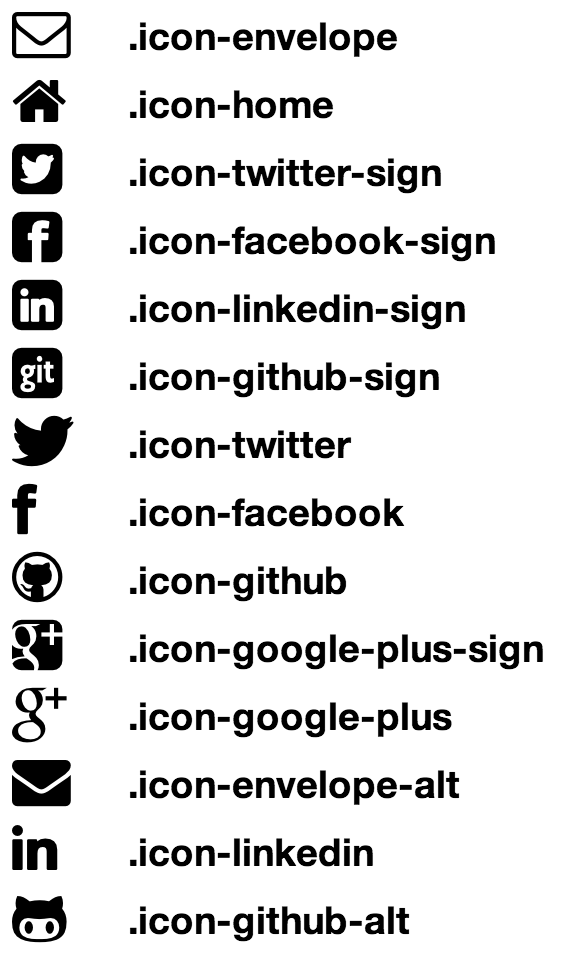 .icon-envelope
.icon-home
.icon-twitter-sign
f .icon-facebook-sign
in .icon-linkedin-sign
git .icon-github-sign
.icon-twitter
f .icon-facebook
.icon-github
g+ .icon-google-plus-sign
g+ .icon-google-plus
.icon-envelope-alt
in .icon-linkedin
.icon-github-alt